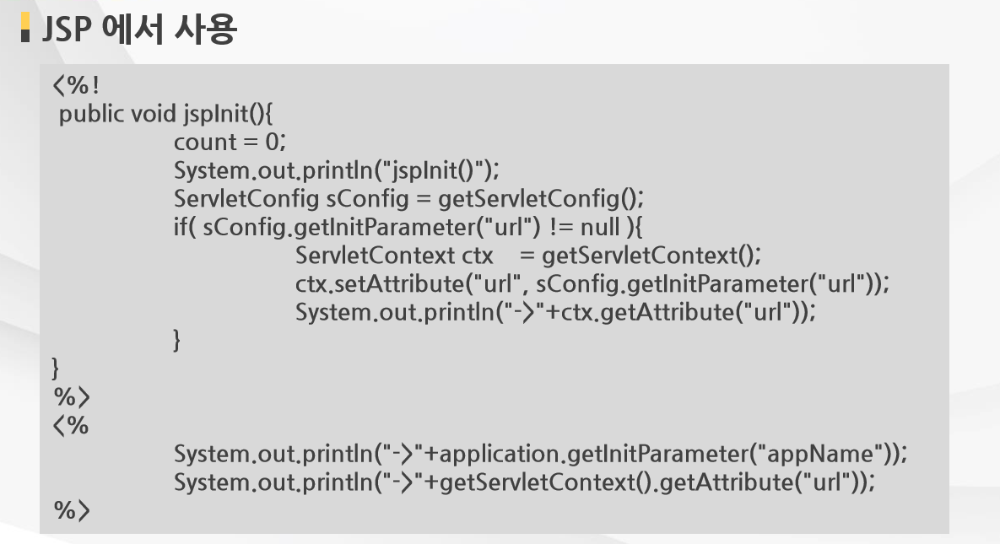 JSP 에서 사용
<%!
public void jspInit(){
count = 0;
System.out.println("jspInit()");
ServletConfig sConfig = getServletConfig();
if( sConfig.getInitParameter("url") != null ){
ServletContext ctx    = getServletContext();
ctx.setAttribute("url", sConfig.getInitParameter("url"));
System.out.println("->"+ctx.getAttribute("url"));
}
}
%>
<%
System.out.println("->"+application.getInitParameter("appName"));
System.out.println("->"+getServletContext().getAttribute("url"));
%>